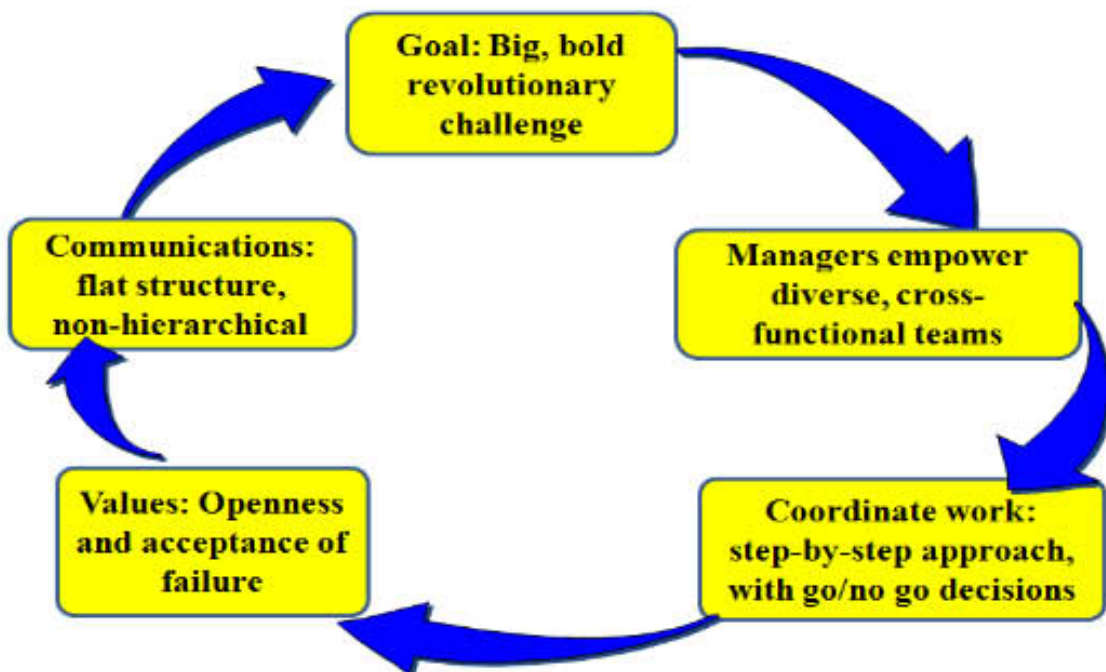 Goal: Big, bold
revolutionary
challenge
Managers empower
diverse, cross-
functional teams
Coordinate work:
step-by-step approach,
with go/no go decisions
Values: Openness
and acceptance of
failure
Communications:
flat structure,
non-hierarchical